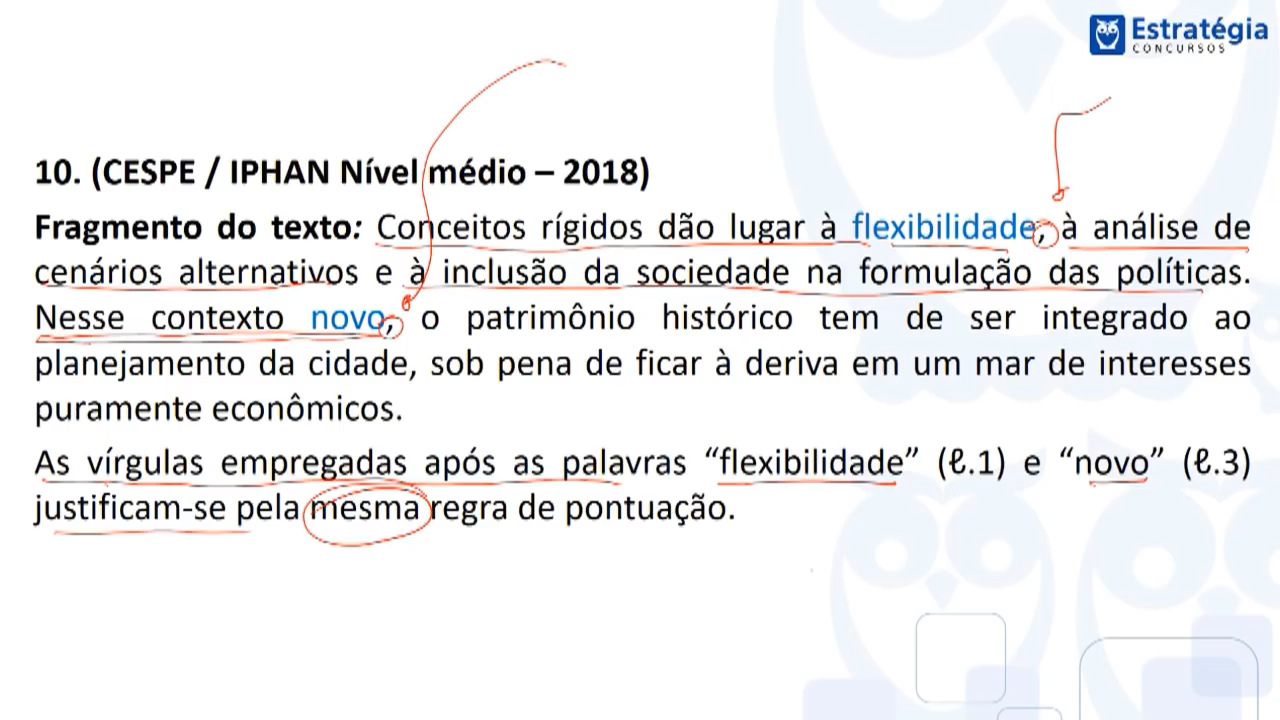 Estratégia
CONCURSOS
10. (CESPE / IPHAN Nível médio – 2018)
Fragmento do texto: Conceitos rígidos dão lugar à flexibilidade, à análise de
cenários alternativos e à inclusão da sociedade na formulação das políticas.
Nesse contexto novo, o patrimônio histórico tem de ser integrado ao
planejamento da cidade, sob pena de ficar à deriva em um mar de interesses
puramente econômicos.
As vírgulas empregadas após as palavras “flexibilidade” (ℓ.1) e “novo” (ℓ.3)
justificam-se pela mesma regra de pontuação.